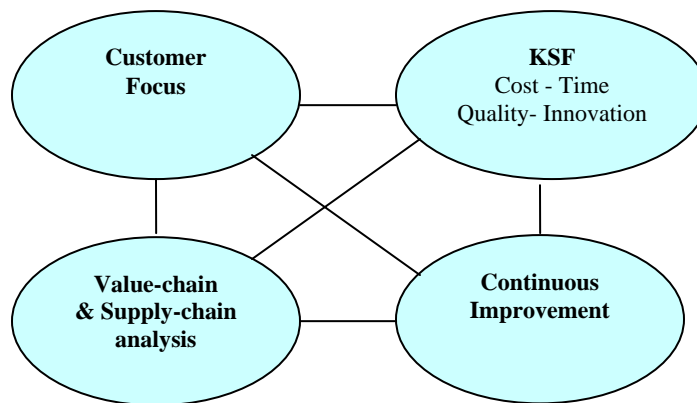 Customer
Focus
KSF
Cost - Time
Quality- Innovation
Value-chain
& Supply-chain
analysis
Continuous
Improvement